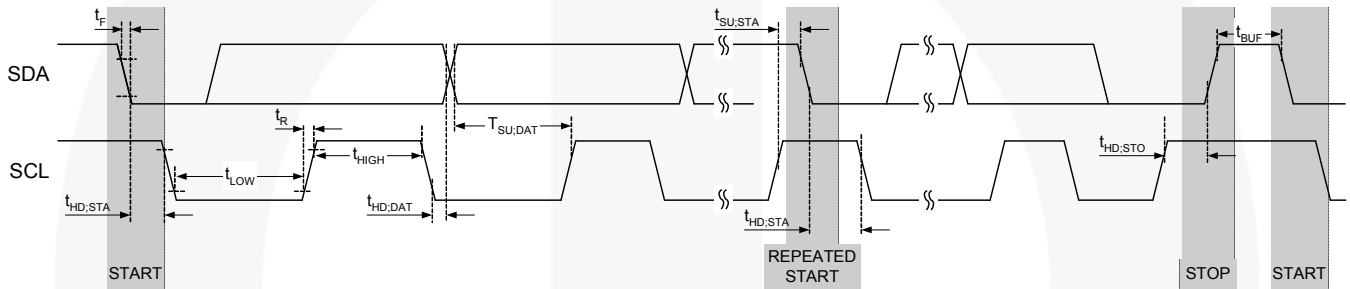 tF
tSU;STA
tBUF
SDA
tR
TSU;DAT
tHIGH
tHD;STO
SCL
tLOW
tHD;STA
tHD;DAT
tHD;STA
START
REPEATED
START
STOP
START